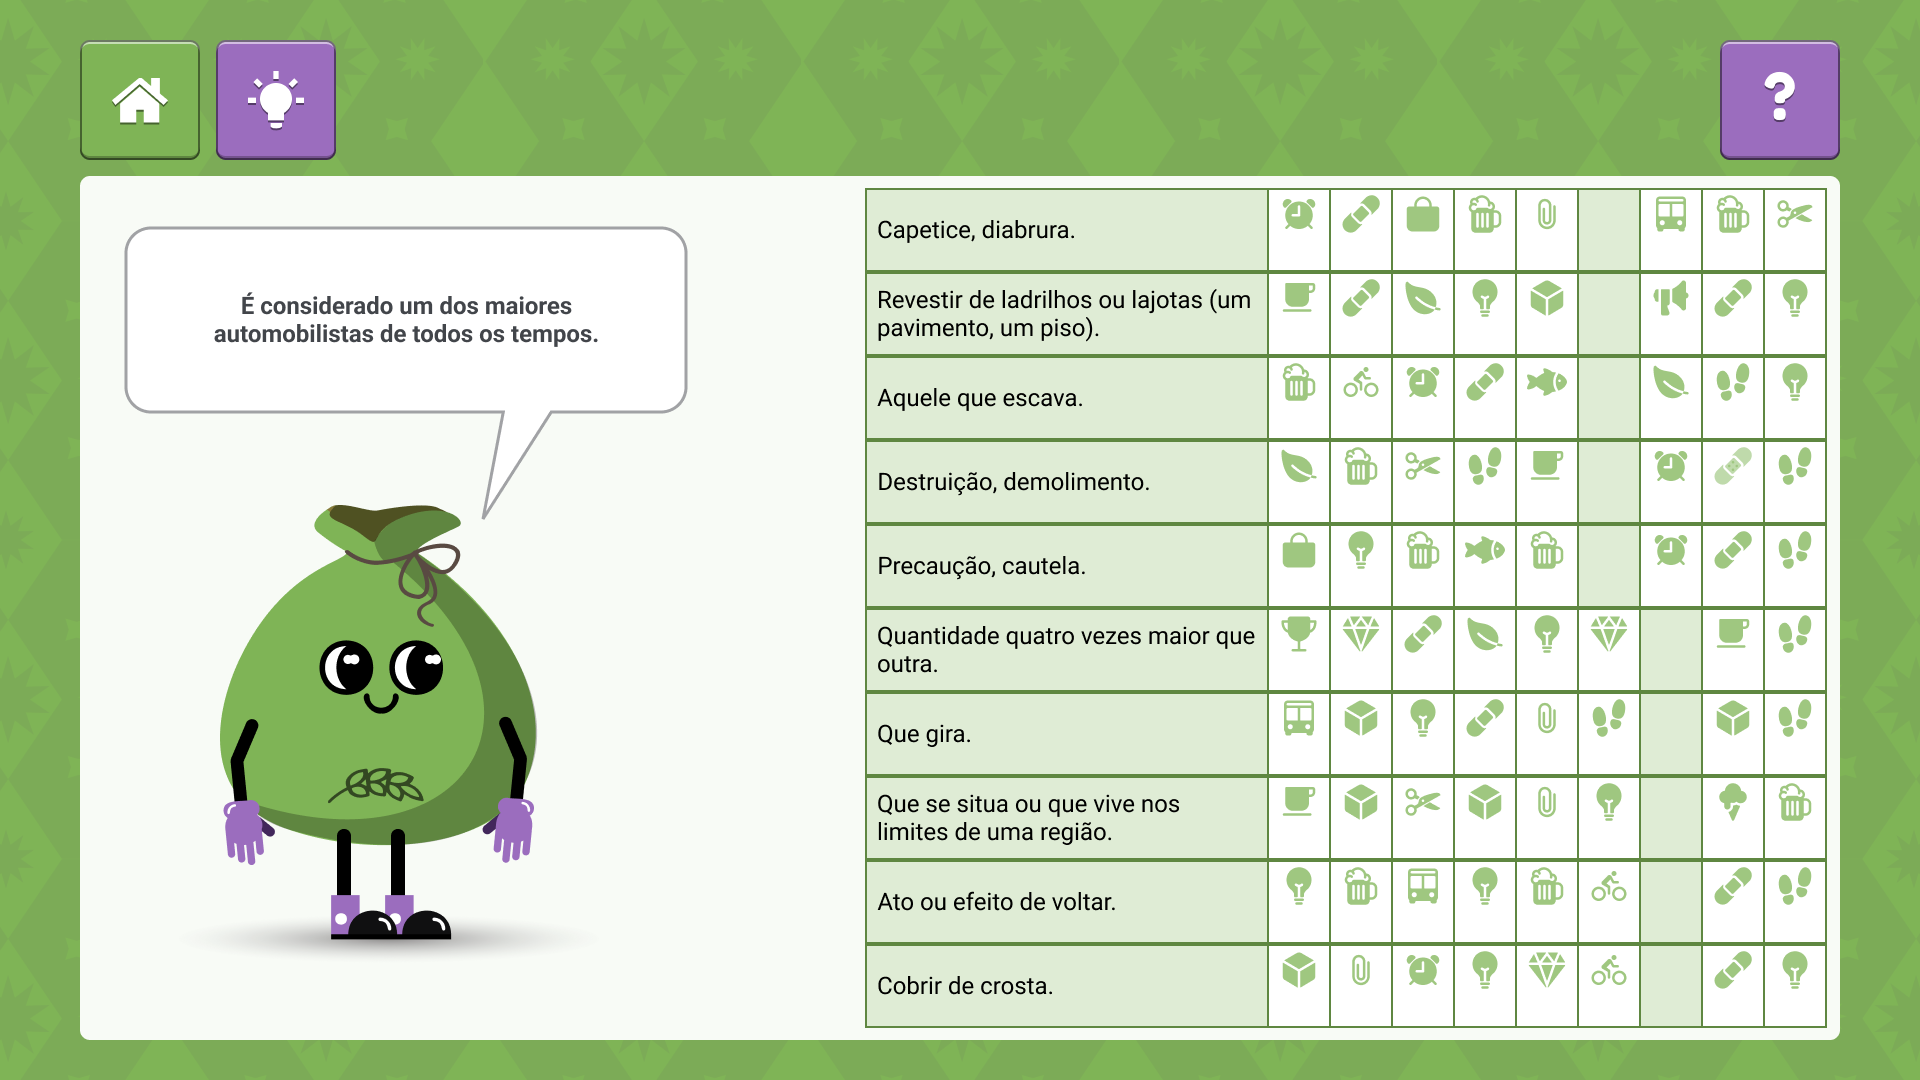 É considerado um dos maiores
automobilistas de todos os tempos.
Capetice, diabrura.
Revestir de ladrilhos ou lajotas (um
pavimento, um piso).
Aquele que escava.
Destruição, demolimento.
Precaução, cautela.
Quantidade quatro vezes maior que
outra.
Que gira.
Que se situa ou que vive nos
limites de uma região.
Ato ou efeito de voltar.
Cobrir de crosta.